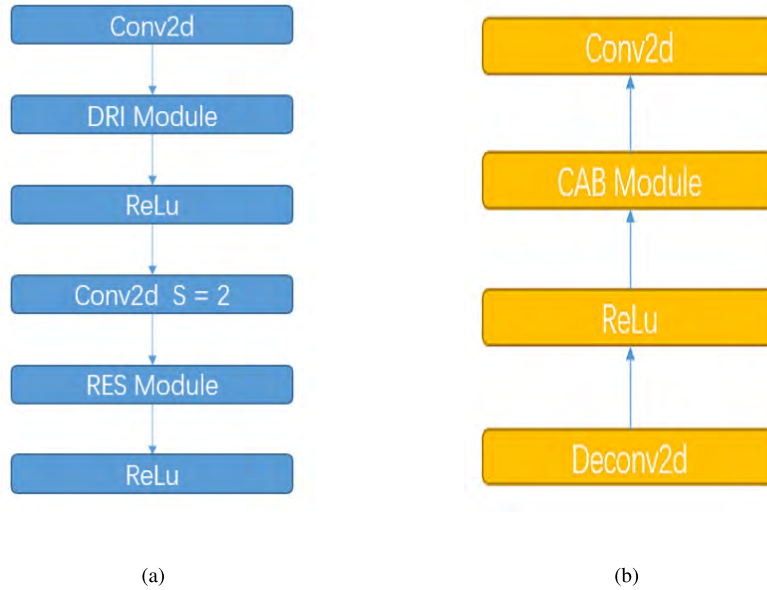 Conv2d
DRI Module
ReLu
Conv2d S = 2
RES Module
ReLu
(a)
Conv2d
CAB Module
ReLu
Deconv2d
(b)